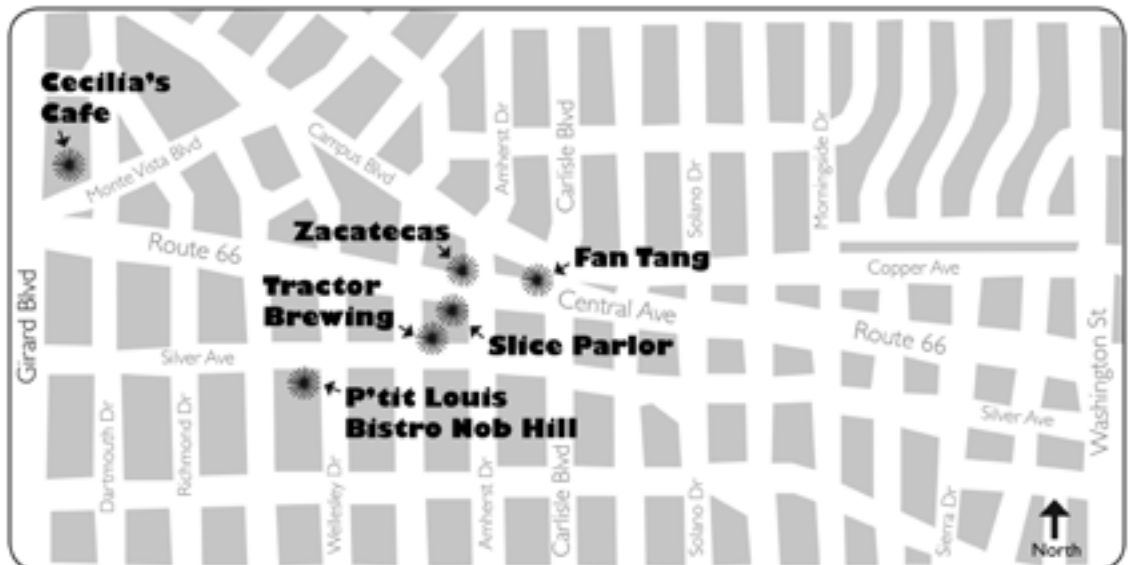 Cecilia's
Cafe
Monte Vista Blvd
Campus Blvd
Amherst Dr
Carlisle Blvd
Solano Dr
Morningside Dr
Zacatecas
Route 66
Fan Tang
Copper Ave
Girard Blvd
Tractor
Brewing
Central Ave
Route 66
Washington St
Slice Parlor
Silver Ave
P'tit Louis
Bistro Nob Hill
Silver Ave
Dartmouth Dr
Richmond Dr
Wellesley Dr
Amherst Dr
Carlisle Blvd
Solano Dr
Sierra Dr
North